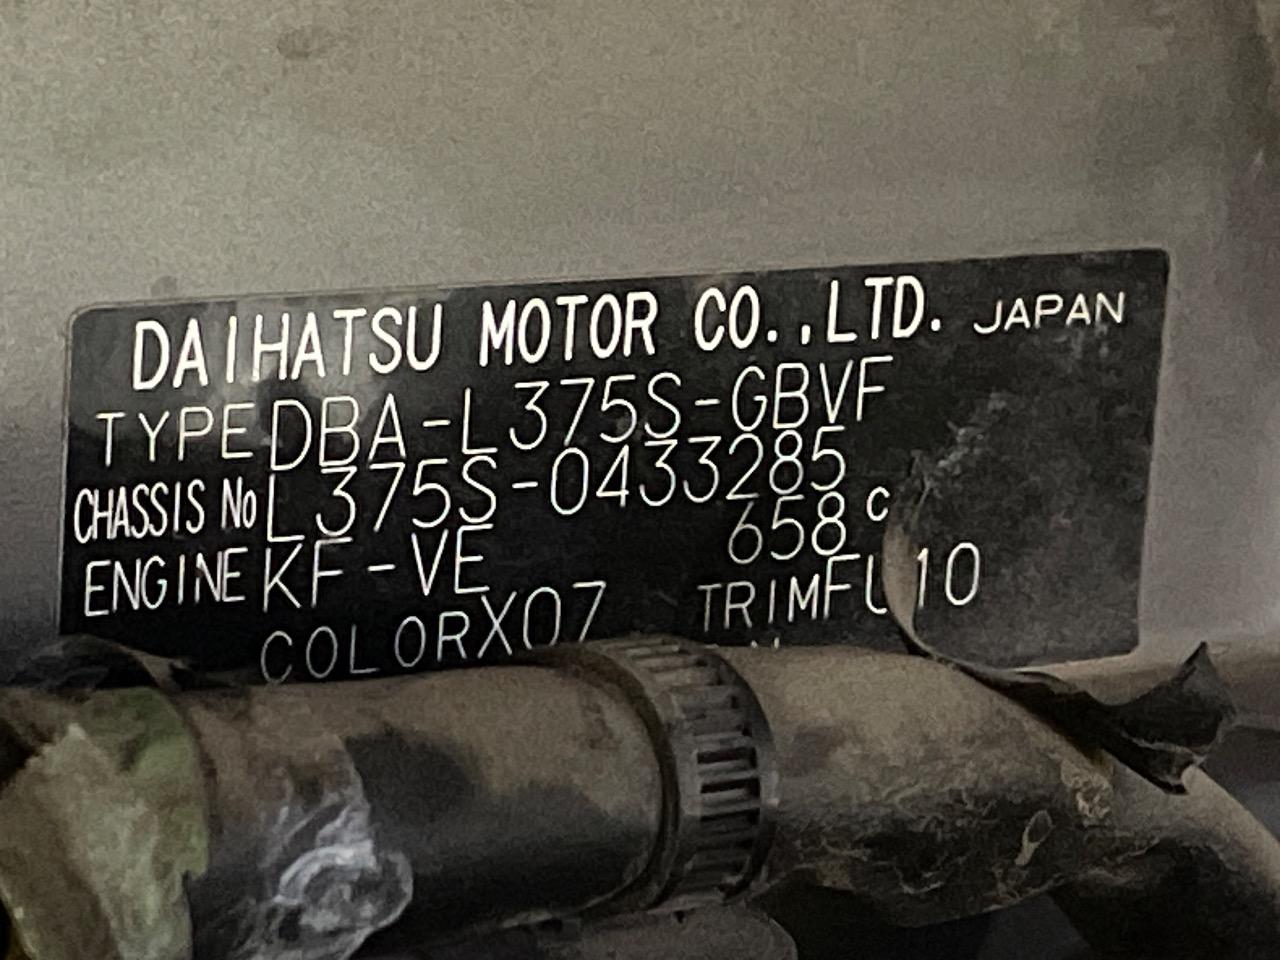 DAIHATSU MOTOR CO.,LTD. JAPAN
TYPE DBA-L375S-GBVF
CHASSIS No L375S-0433285
ENGINE KF-VE 658 c
COLOR X07 TRIM FU10